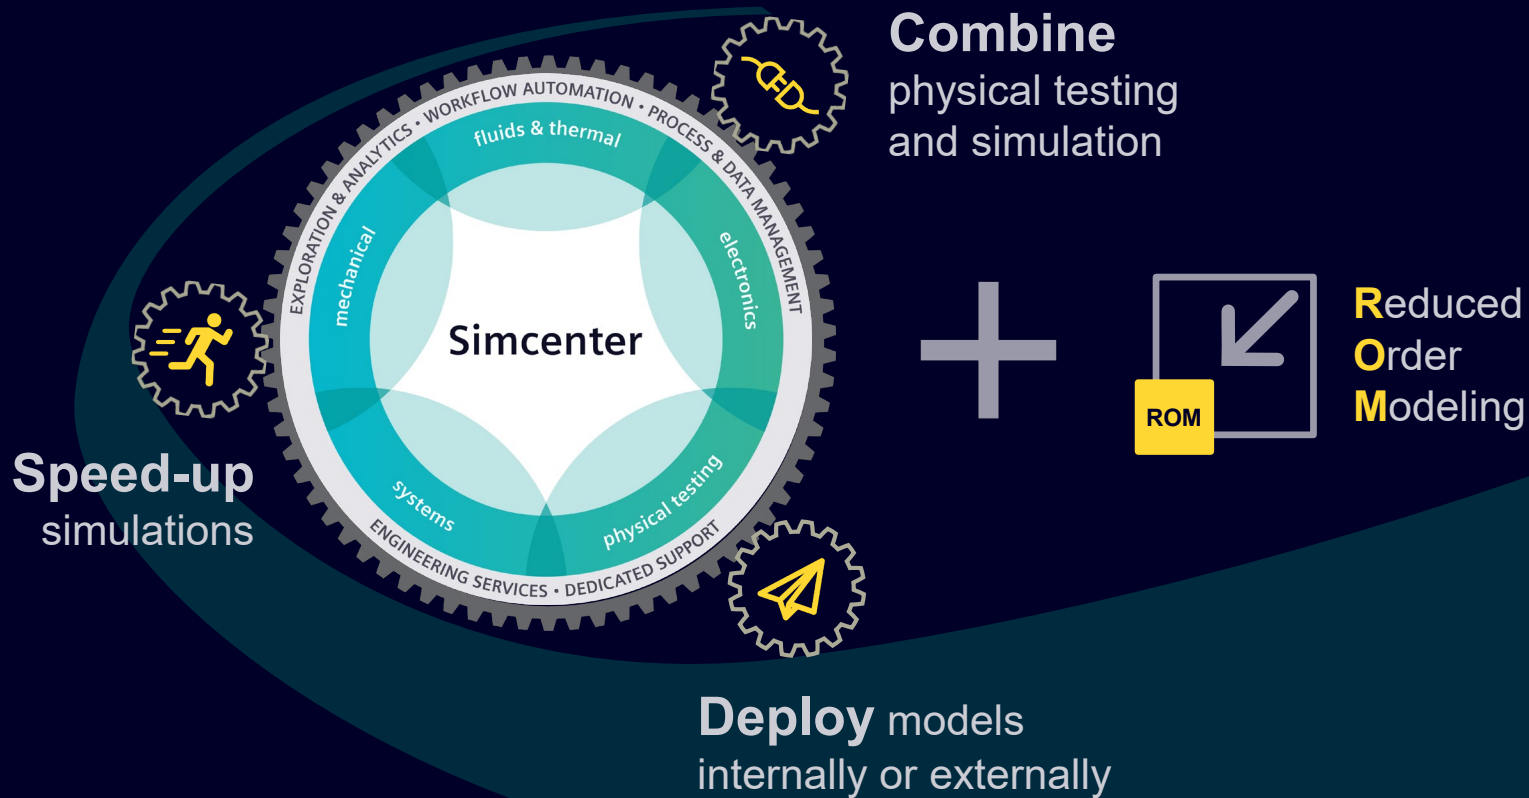 Combine
physical testing
and simulation
EXPLORATION & ANALYTICS • WORKFLOW AUTOMATION • PROCESS & DATA MANAGEMENT
fluids & thermal
mechanical
electronics
Simcenter
systems
physical testing
ENGINEERING SERVICES • DEDICATED SUPPORT
Speed-up
simulations
ROM
Reduced
Order
Modeling
Deploy models
internally or externally